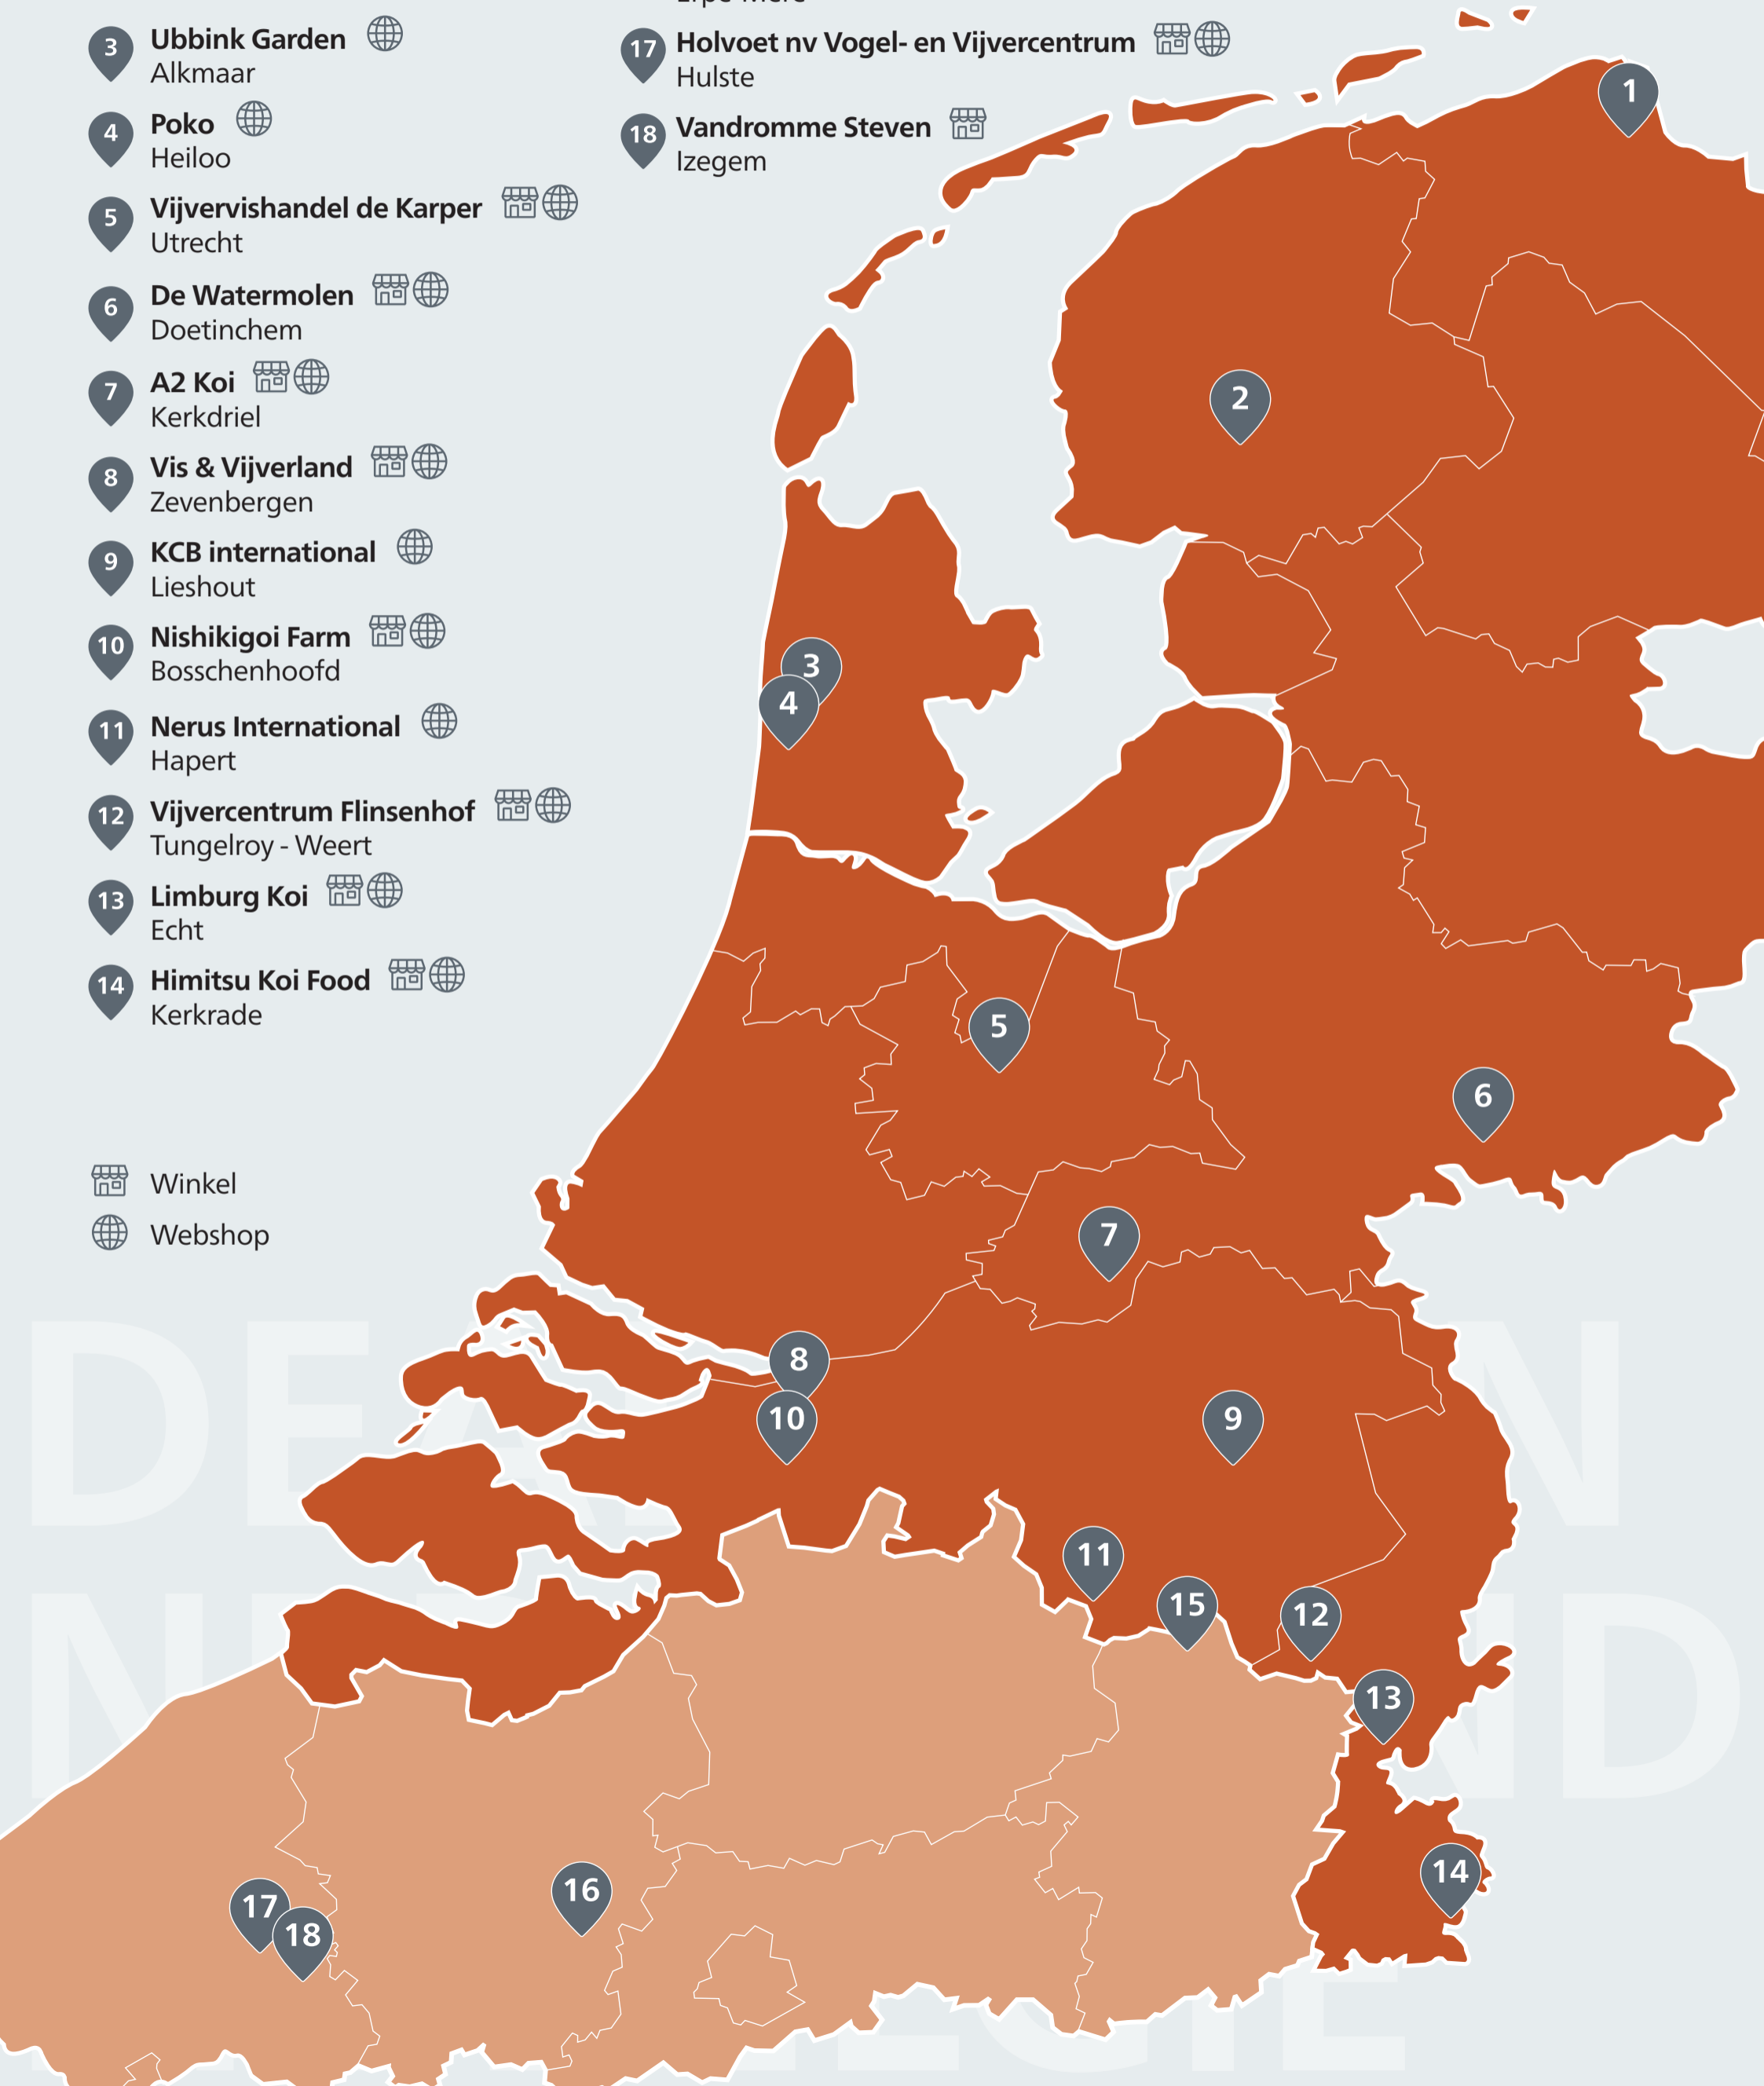 3 Ubbink Garden
Alkmaar
4 Poko
Heiloo
5 Vijvervishandel de Karper
Utrecht
6 De Watermolen
Doetinchem
7 A2 Koi
Kerkdriel
8 Vis & Vijverland
Zevenbergen
9 KCB international
Lieshout
10 Nishikigoi Farm
Bosschenhoofd
11 Nerus International
Hapert
12 Vijvercentrum Flinsenhof
Tungelroy - Weert
13 Limburg Koi
Echt
14 Himitsu Koi Food
Kerkrade
Winkel
Webshop
17 Holvoet nv Vogel- en Vijvercentrum
Hulste
18 Vandromme Steven
Izegem
1
2
3
4
5
6
7
8
10
9
11
15
12
13
14
16
17
18